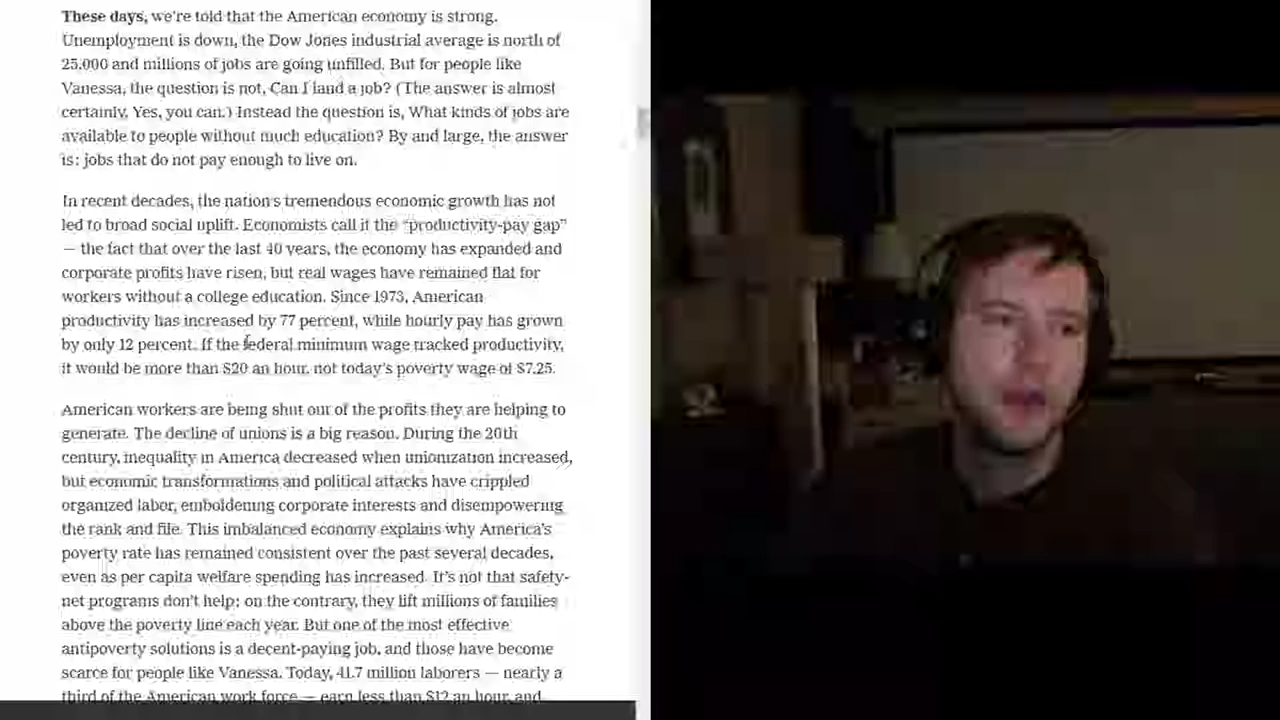 These days, we're told that the American economy is strong.
Unemployment is down, the Dow Jones industrial average is north of
25,000 and millions of jobs are going unfilled. But for people like
Vanessa, the question is not, Can I land a job? (The answer is almost
certainly, Yes, you can.) Instead the question is, What kinds of jobs are
available to people without much education? By and large, the answer
is: jobs that do not pay enough to live on.
In recent decades, the nation's tremendous economic growth has not
led to broad social uplift. Economists call it the “productivity-pay gap”
— the fact that over the last 40 years, the economy has expanded and
corporate profits have risen, but real wages have remained flat for
workers without a college education. Since 1973, American
productivity has increased by 77 percent, while hourly pay has grown
by only 12 percent. If the federal minimum wage tracked productivity,
it would be more than $20 an hour, not today's poverty wage of $7.25.
American workers are being shut out of the profits they are helping to
generate. The decline of unions is a big reason. During the 20th
century, inequality in America decreased when unionization increased,
but economic transformations and political attacks have crippled
organized labor, emboldening corporate interests and disempowering
the rank and file. This imbalanced economy explains why America's
poverty rate has remained consistent over the past several decades,
even as per capita welfare spending has increased. It's not that safety-
net programs don't help; on the contrary, they lift millions of families
above the poverty line each year. But one of the most effective
antipoverty solutions is a decent-paying job, and those have become
scarce for people like Vanessa. Today, 41.7 million laborers — nearly a
third of the American work force — earn less than $12 an hour, and